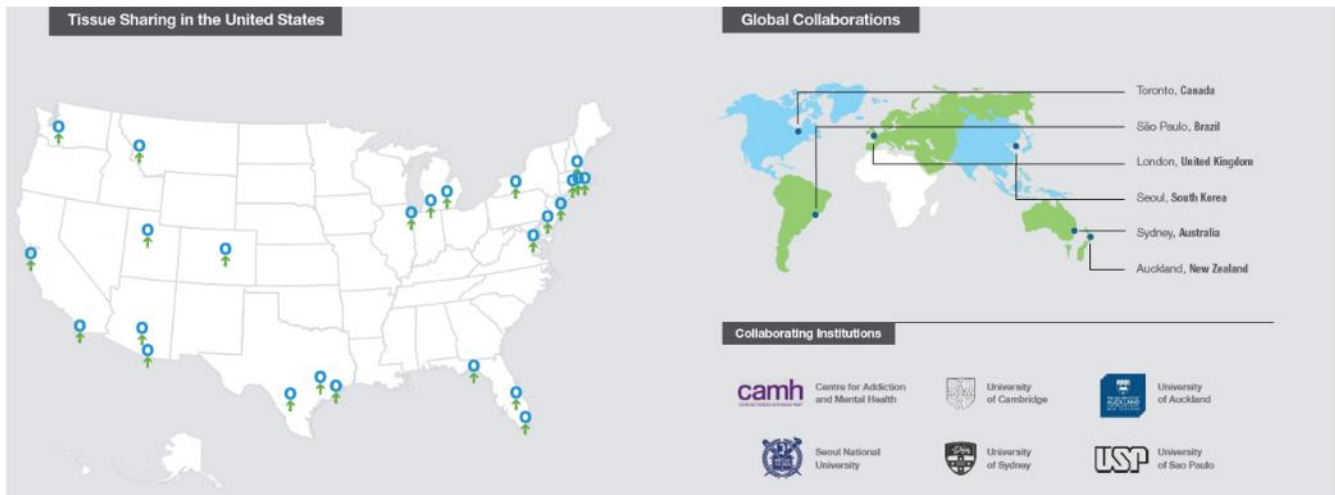 Tissue Sharing in the United States
Global Collaborations
Toronto, Canada
São Paulo, Brazil
London, United Kingdom
Seoul, South Korea
Sydney, Australia
Auckland, New Zealand
Collaborating Institutions
camh
Centre for Addiction
and Mental Health
University
of Cambridge
University
of Auckland
Seoul National
University
University
of Sydney
USP
University
of Sao Paulo